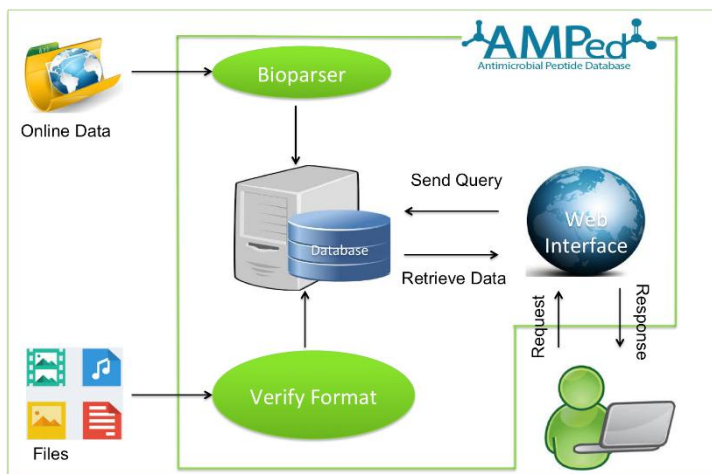 AMPed
Antimicrobial Peptide Database
Bioparser
Online Data
Send Query
Web
Interface
Database
Retrieve Data
Request
Response
Verify Format
Files